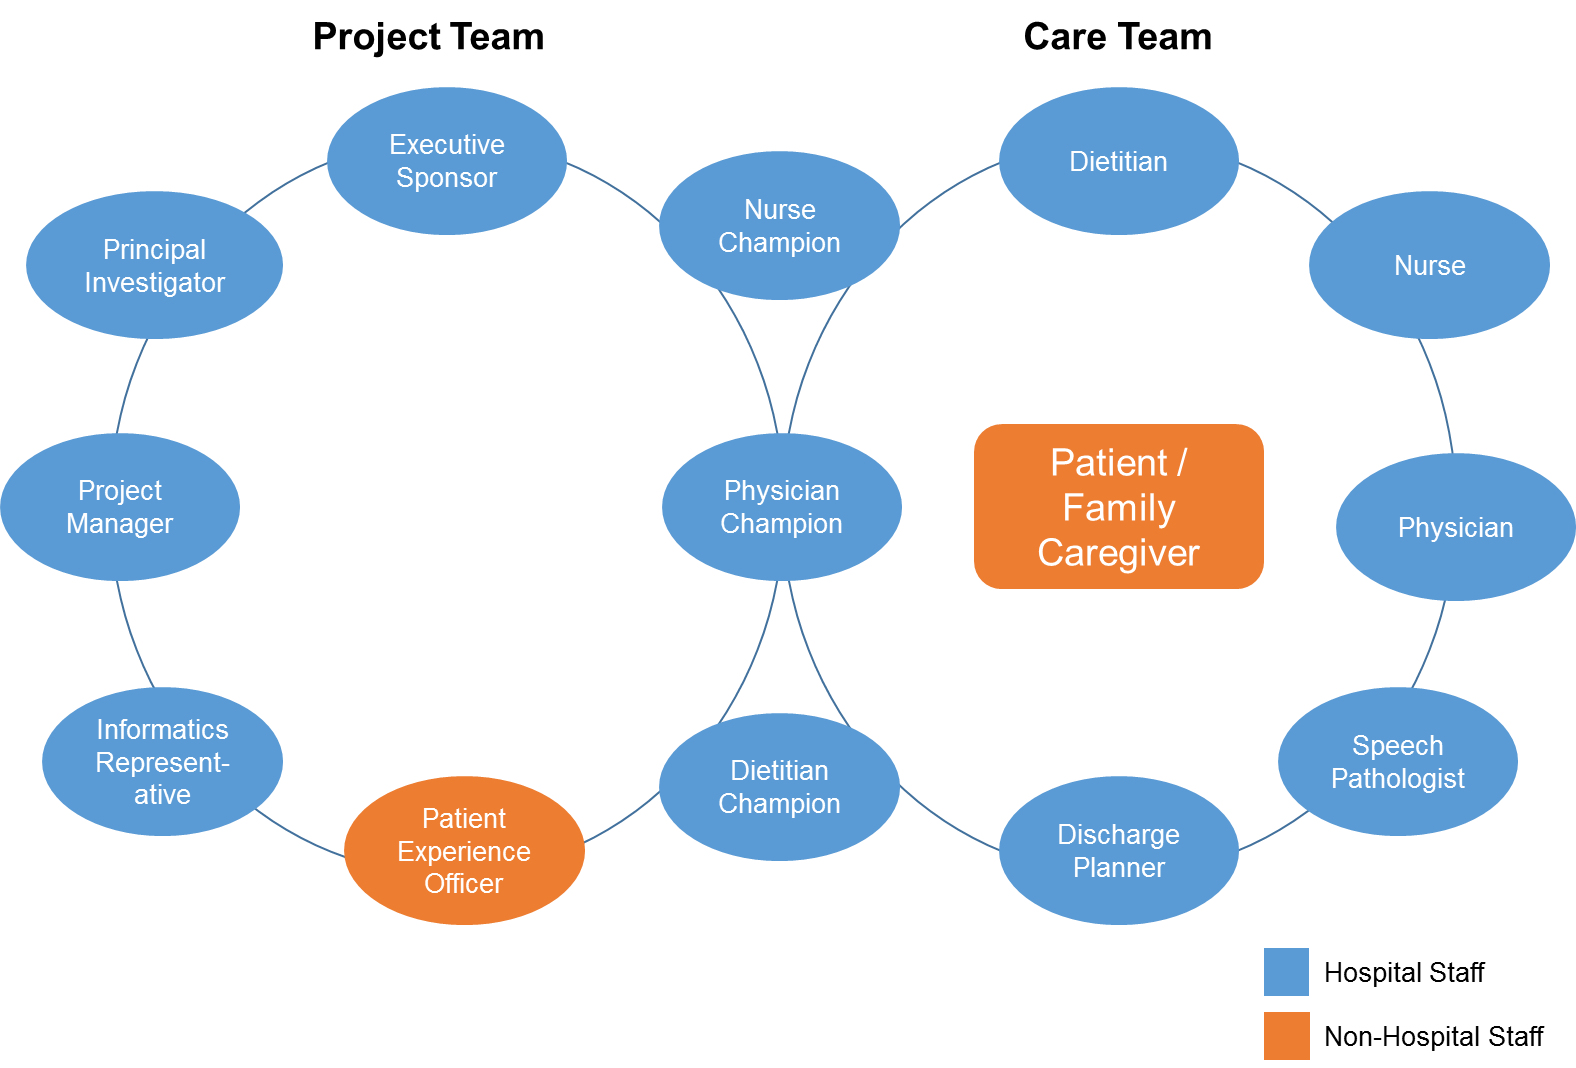 Project Team
Care Team
Executive
Sponsor
Nurse
Champion
Dietitian
Principal
Investigator
Nurse
Project
Manager
Physician
Champion
Patient /
Family
Caregiver
Physician
Informatics
Represent-
ative
Patient
Experience
Officer
Dietitian
Champion
Discharge
Planner
Speech
Pathologist
Hospital Staff
Non-Hospital Staff